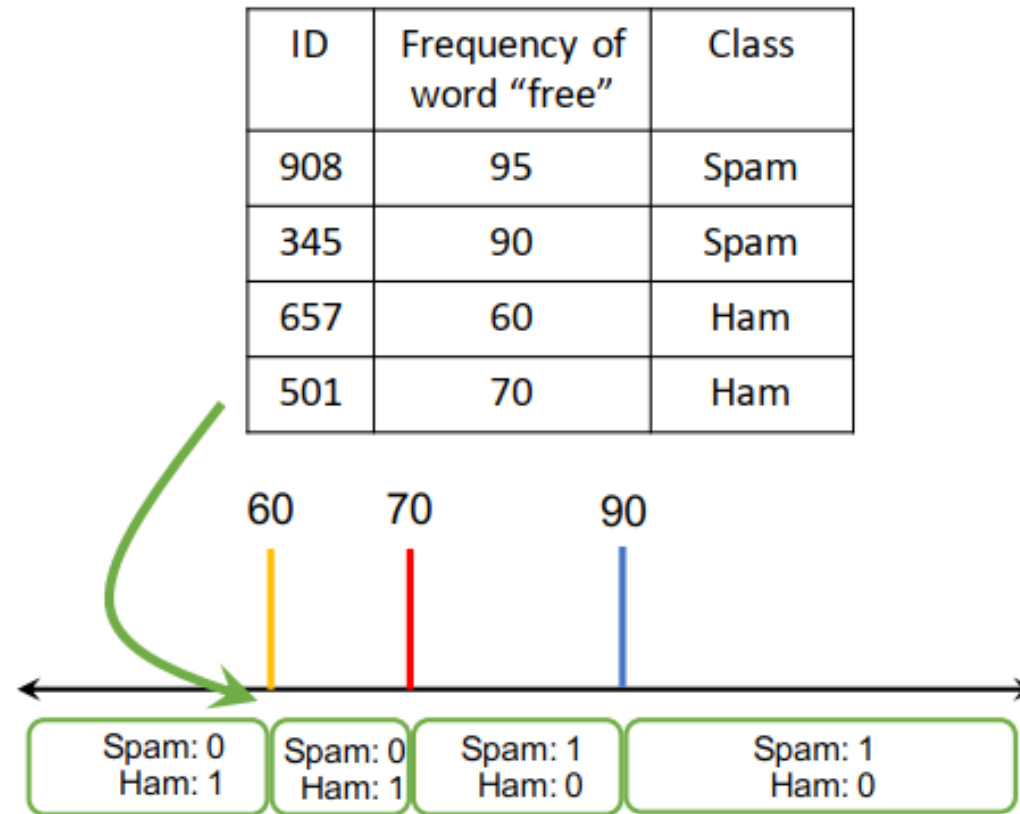 ID Frequency of word “free” Class
908 95 Spam
345 90 Spam
657 60 Ham
501 70 Ham
60 70 90
Spam: 0 Spam: 0 Spam: 1 Spam: 1
Ham: 1 Ham: 1 Ham: 0 Ham: 0